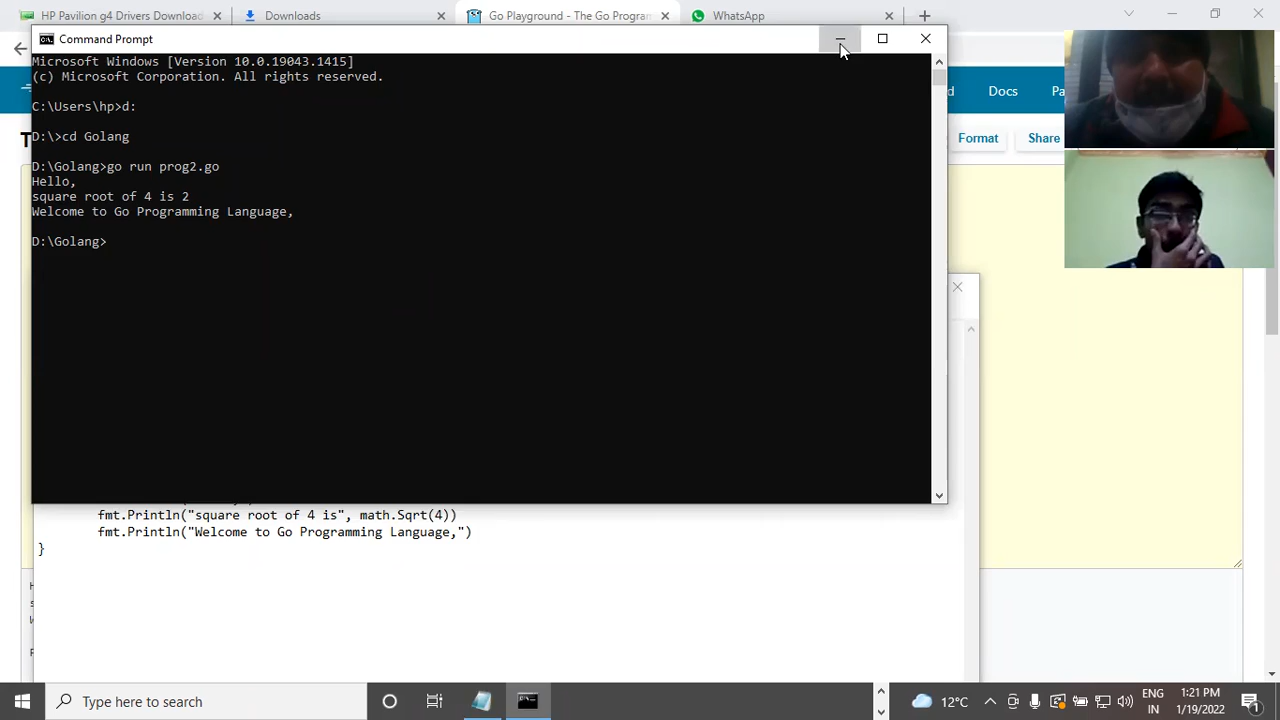 HP Pavilion g4 Drivers Download
Downloads
Go Playground - The Go Program
WhatsApp
Command Prompt
Microsoft Windows [Version 10.0.19043.1415]
(c) Microsoft Corporation. All rights reserved.
C:\Users\hp>d:
D:\>cd Golang
D:\Golang>go run prog2.go
Hello,
square root of 4 is 2
Welcome to Go Programming Language,
D:\Golang>
Docs
Format
Share
fmt.Println("square root of 4 is", math.Sqrt(4))
fmt.Println("Welcome to Go Programming Language,")
}
Type here to search
12°C
ENG
IN
1:21 PM
1/19/2022
1